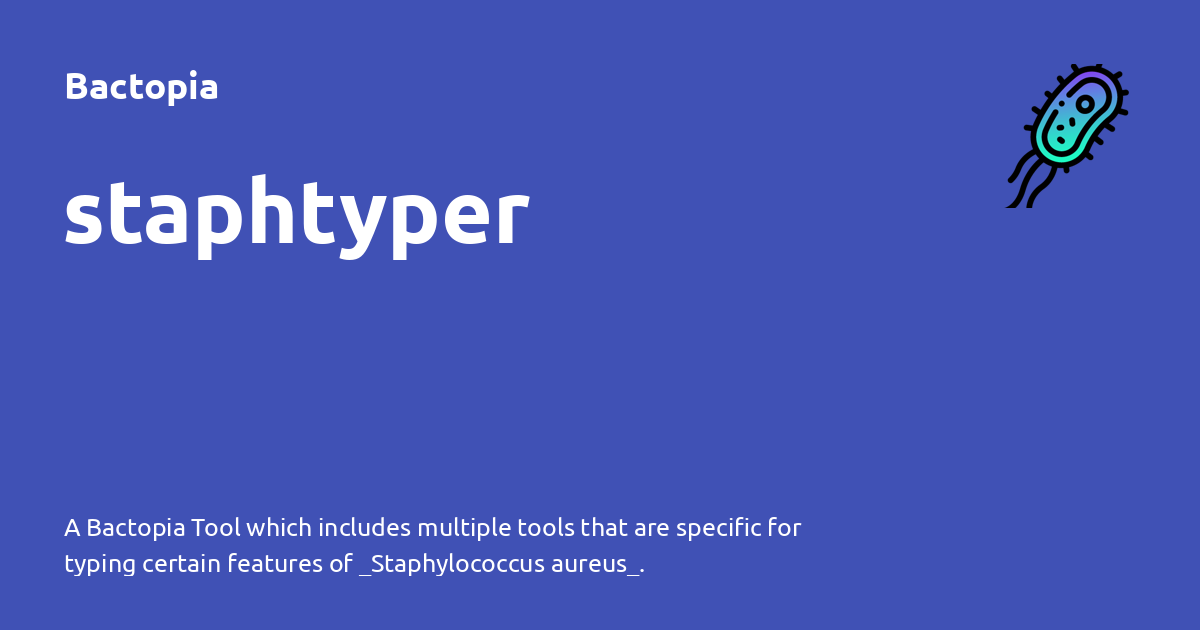 Bactopia
staphtyper
A Bactopia Tool which includes multiple tools that are specific for
typing certain features of _Staphylococcus aureus_.